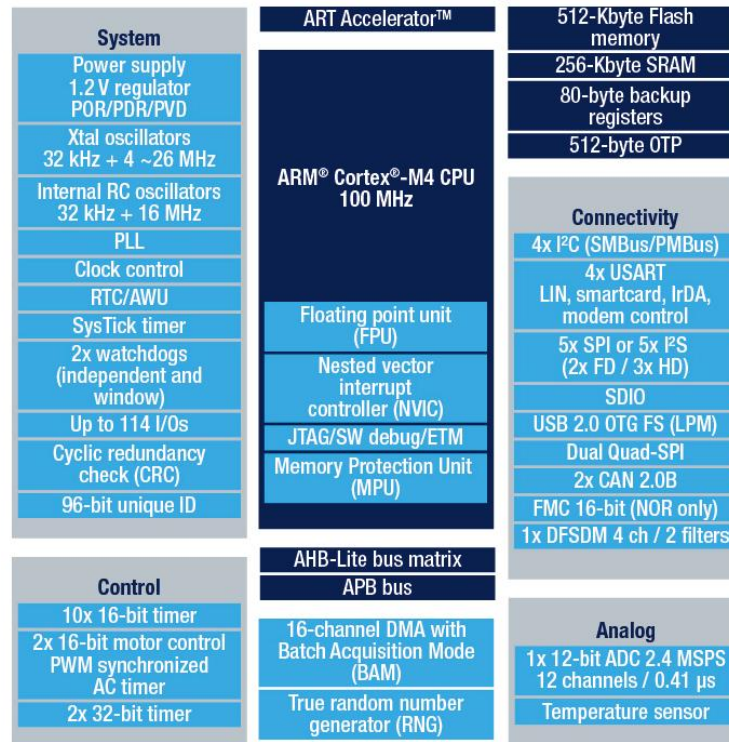 System
Power supply
1.2 V regulator
POR/PDR/PVD
Xtal oscillators
32 kHz + 4 ~26 MHz
Internal RC oscillators
32 kHz + 16 MHz
PLL
Clock control
RTC/AWU
SysTick timer
2x watchdogs
(independent and
window)
Up to 114 I/Os
Cyclic redundancy
check (CRC)
96-bit unique ID
Control
10x 16-bit timer
2x 16-bit motor control
PWM synchronized
AC timer
2x 32-bit timer
ART Accelerator™
ARM® Cortex®-M4 CPU
100 MHz
Floating point unit
(FPU)
Nested vector
interrupt
controller (NVIC)
JTAG/SW debug/ETM
Memory Protection Unit
(MPU)
AHB-Lite bus matrix
APB bus
16-channel DMA with
Batch Acquisition Mode
(BAM)
True random number
generator (RNG)
512-Kbyte Flash
memory
256-Kbyte SRAM
80-byte backup
registers
512-byte OTP
Connectivity
4x I²C (SMBus/PMBus)
4x USART
LIN, smartcard, IrDA,
modem control
5x SPI or 5x I²S
(2x FD / 3x HD)
SDIO
USB 2.0 OTG FS (LPM)
Dual Quad-SPI
2x CAN 2.0B
FMC 16-bit (NOR only)
1x DFSDM 4 ch / 2 filters
Analog
1x 12-bit ADC 2.4 MSPS
12 channels / 0.41 µs
Temperature sensor